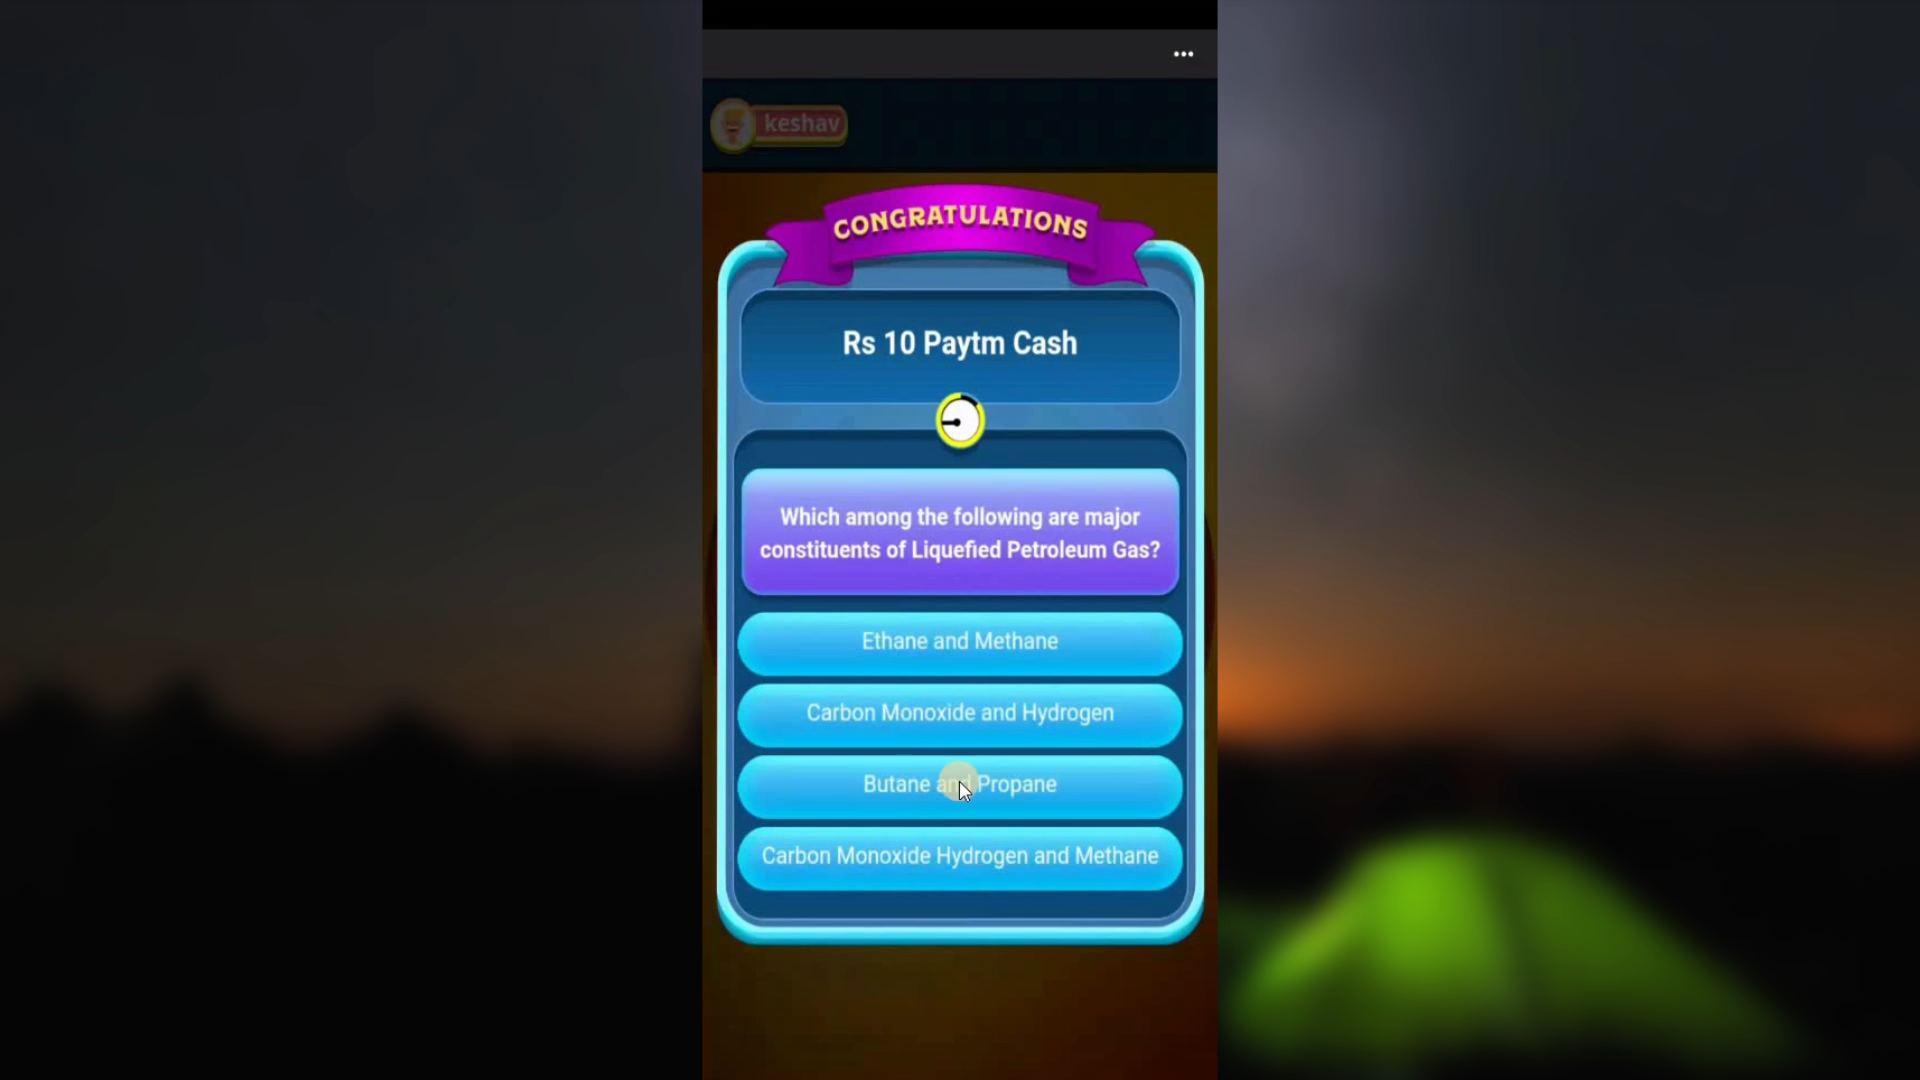 keshav
CONGRATULATIONS
Rs 10 Paytm Cash
Which among the following are major
constituents of Liquefied Petroleum Gas?
Ethane and Methane
Carbon Monoxide and Hydrogen
Butane and Propane
Carbon Monoxide Hydrogen and Methane